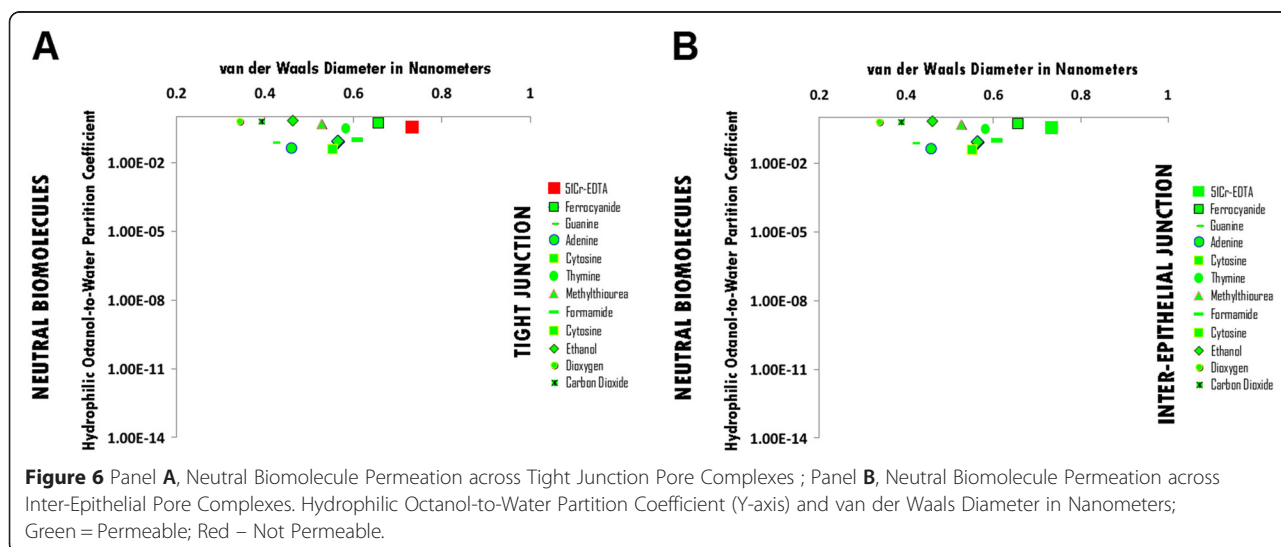 A
van der Waals Diameter in Nanometers
0.2 0.4 0.6 0.8 1
1.00E-02
1.00E-05
1.00E-08
1.00E-11
1.00E-14
NEUTRAL BIOMOLECULES
Hydrophilic Octanol-to-Water Partition Coefficient
TIGHT JUNCTION
51Cr-EDTA
Ferrocyanide
Guanine
Adenine
Cytosine
Thymine
Methylthiourea
Formamide
Cytosine
Ethanol
Dioxygen
Carbon Dioxide
B
van der Waals Diameter in Nanometers
0.2 0.4 0.6 0.8 1
1.00E-02
1.00E-05
1.00E-08
1.00E-11
1.00E-14
NEUTRAL BIOMOLECULES
Hydrophilic Octanol-to-Water Partition Coefficient
INTER-EPITHELIAL JUNCTION
51Cr-EDTA
Ferrocyanide
Guanine
Adenine
Cytosine
Thymine
Methylthiourea
Formamide
Cytosine
Ethanol
Dioxygen
Carbon Dioxide
Figure 6 Panel A, Neutral Biomolecule Permeation across Tight Junction Pore Complexes ; Panel B, Neutral Biomolecule Permeation across
Inter-Epithelial Pore Complexes. Hydrophilic Octanol-to-Water Partition Coefficient (Y-axis) and van der Waals Diameter in Nanometers;
Green = Permeable; Red – Not Permeable.